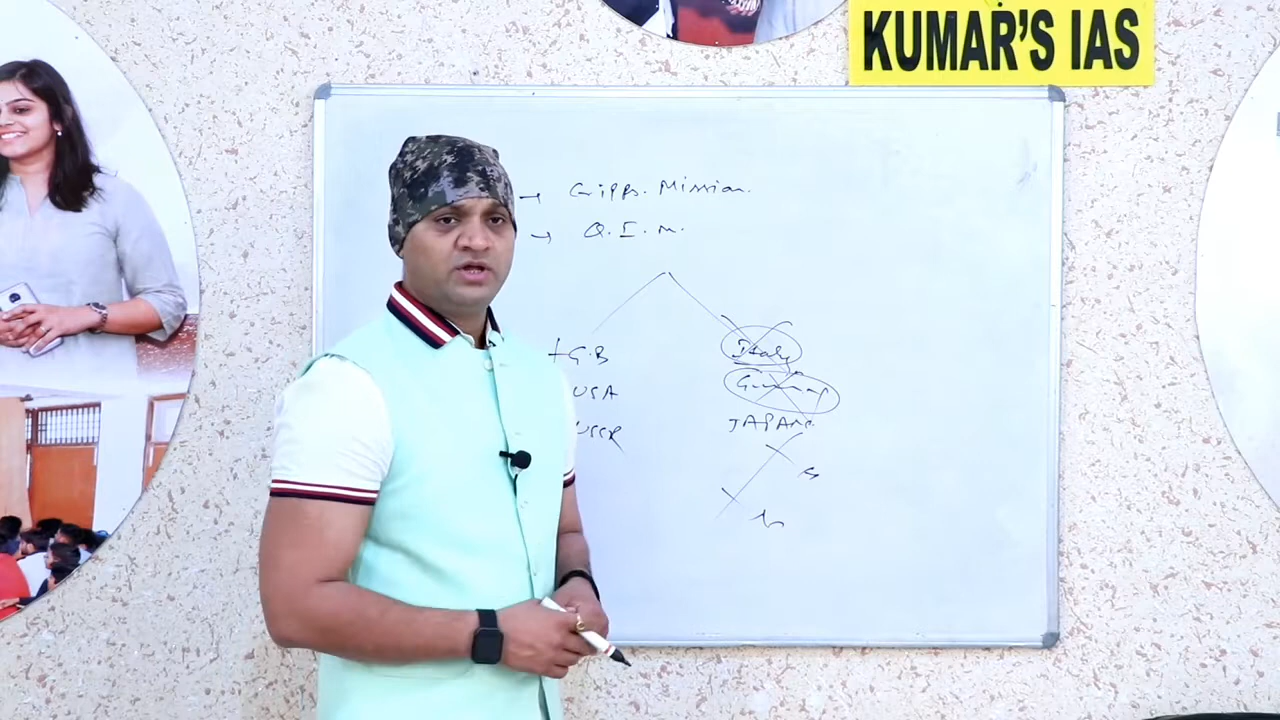 KUMAR'S IAS
→ Cripps. Mission.
→ Q.I.M.
G.B Italy
USA Germany
USSR JAPAN